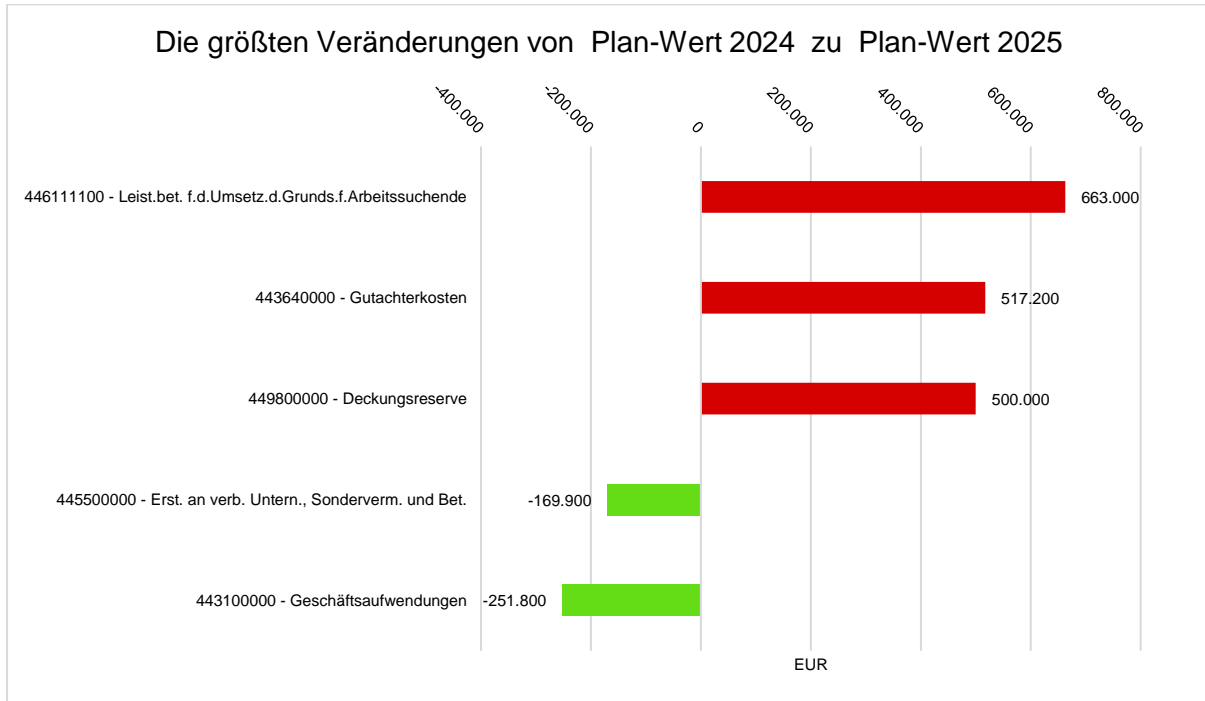 Die größten Veränderungen von Plan-Wert 2024 zu Plan-Wert 2025
-400.000
-200.000
0
200.000
400.000
600.000
800.000
446111100 - Leist.bet. f.d.Umsetz.d.Grunds.f.Arbeitssuchende
663.000
443640000 - Gutachterkosten
517.200
449800000 - Deckungsreserve
500.000
445500000 - Erst. an verb. Untern., Sonderverm. und Bet.
-169.900
443100000 - Geschäftsaufwendungen
-251.800
EUR